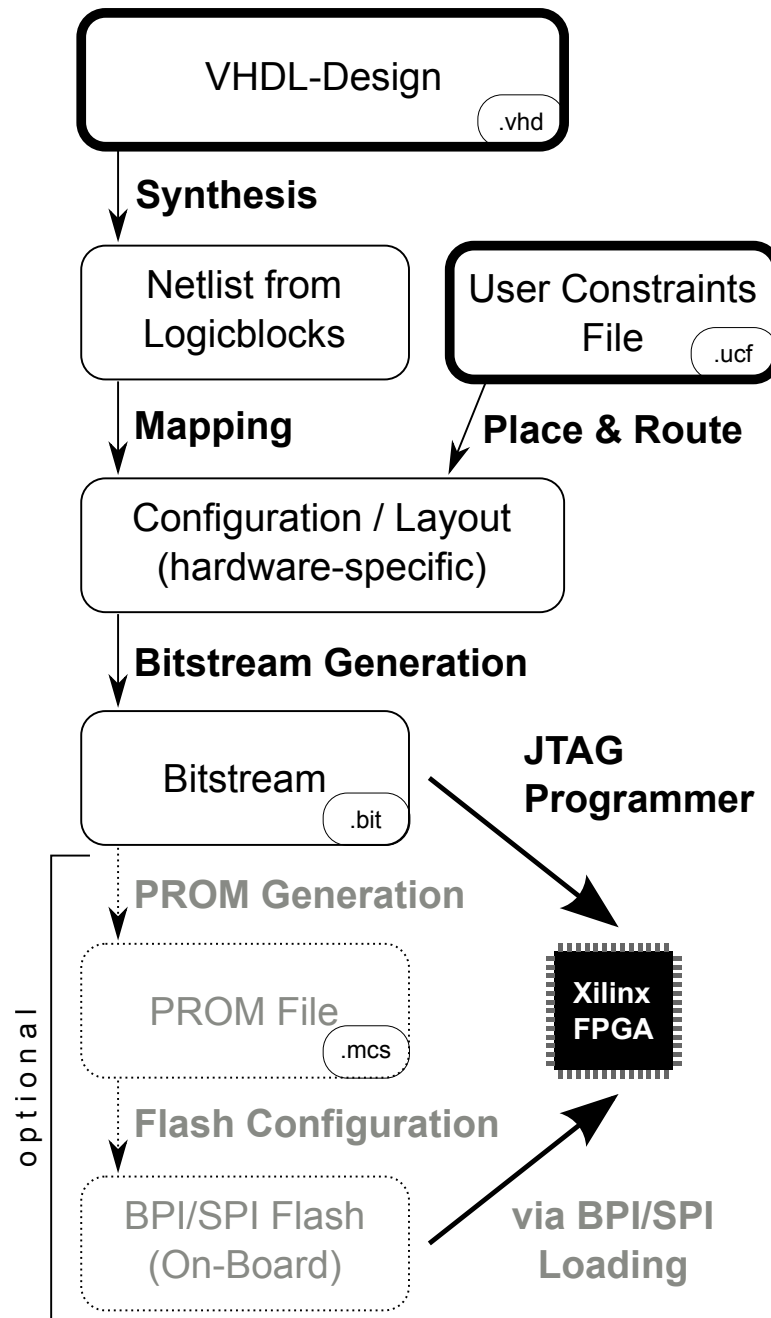 VHDL-Design
.vhd
Synthesis
Netlist from
Logicblocks
User Constraints
File
.ucf
Mapping
Place & Route
Configuration / Layout
(hardware-specific)
Bitstream Generation
Bitstream
.bit
JTAG
Programmer
optional
PROM Generation
PROM File
.mcs
Xilinx
FPGA
Flash Configuration
BPI/SPI Flash
(On-Board)
via BPI/SPI
Loading